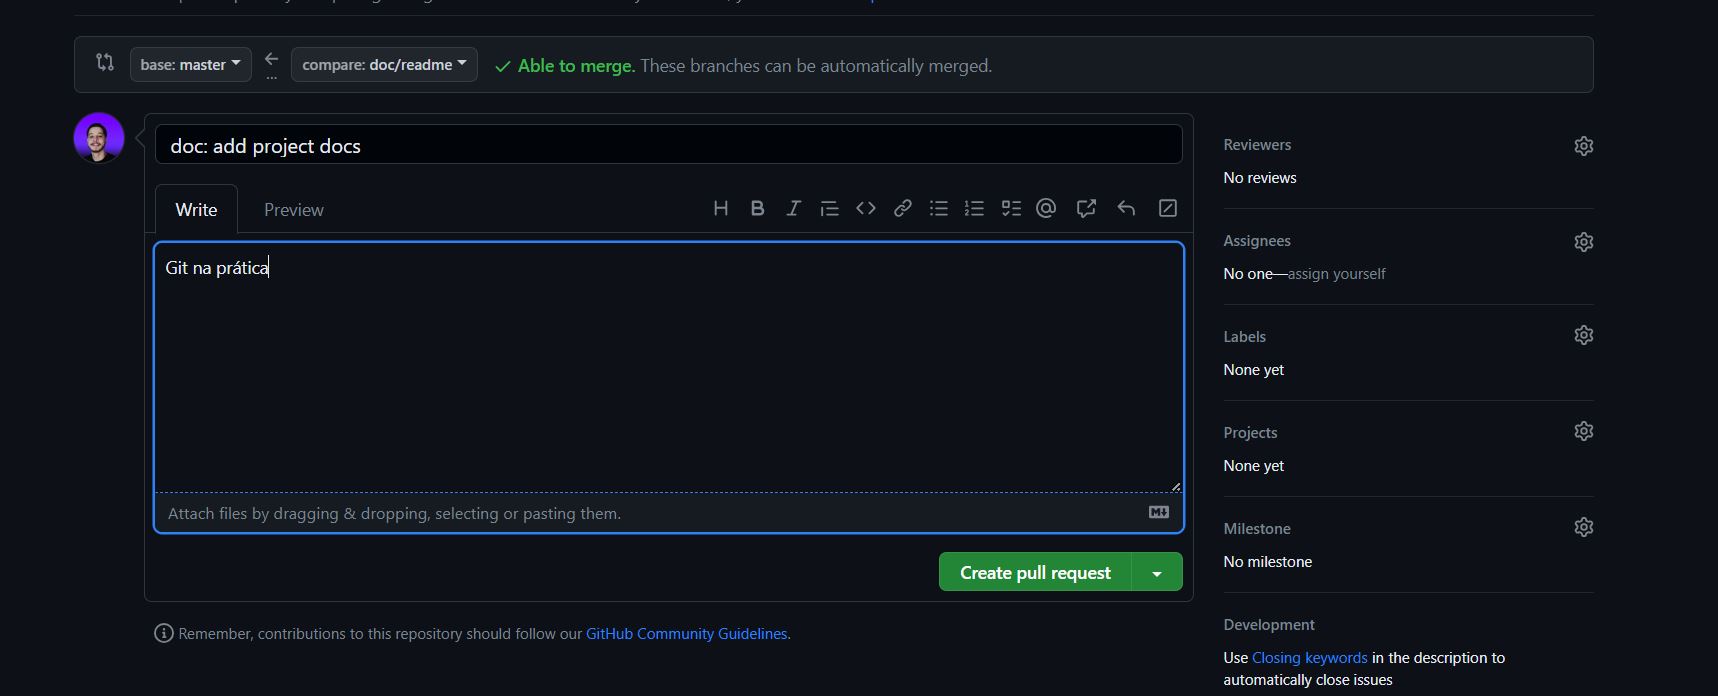 base: master
compare: doc/readme
Able to merge. These branches can be automatically merged.
doc: add project docs
Write
Preview
Git na prática
Attach files by dragging & dropping, selecting or pasting them.
Create pull request
Remember, contributions to this repository should follow our GitHub Community Guidelines.
Reviewers
No reviews
Assignees
No one—assign yourself
Labels
None yet
Projects
None yet
Milestone
No milestone
Development
Use Closing keywords in the description to
automatically close issues